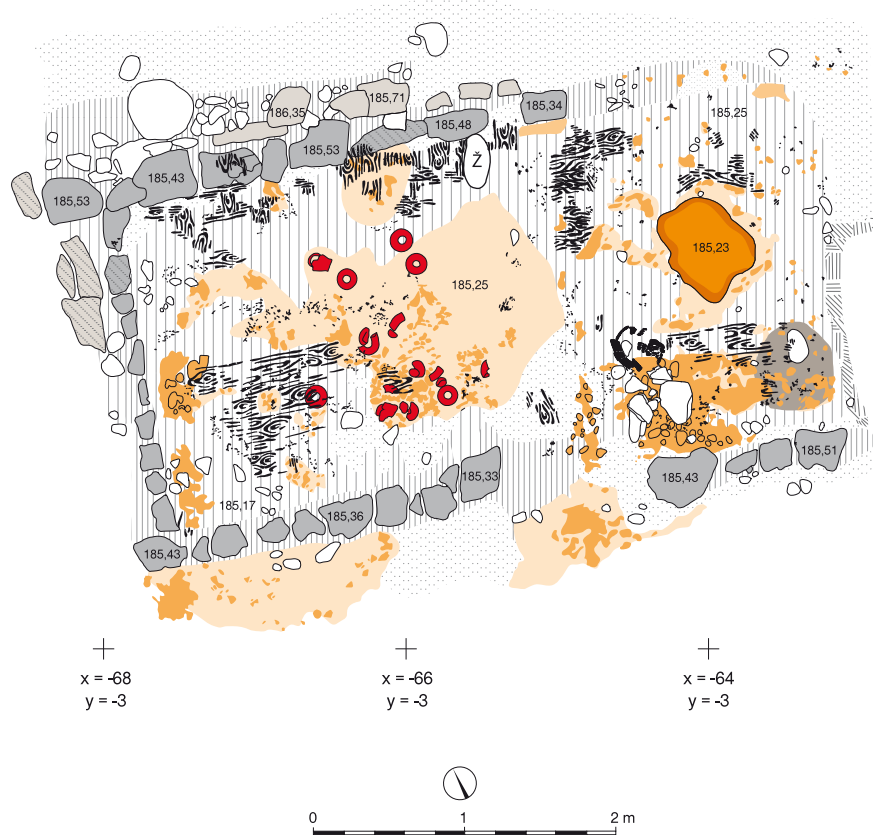 185,71
186,35
185,34
185,25
185,48
185,53
Ž
185,43
185,53
185,23
185,25
185,33
185,51
185,43
185,17
185,36
185,43
x = -68
y = -3
x = -66
y = -3
x = -64
y = -3
0 1 2 m